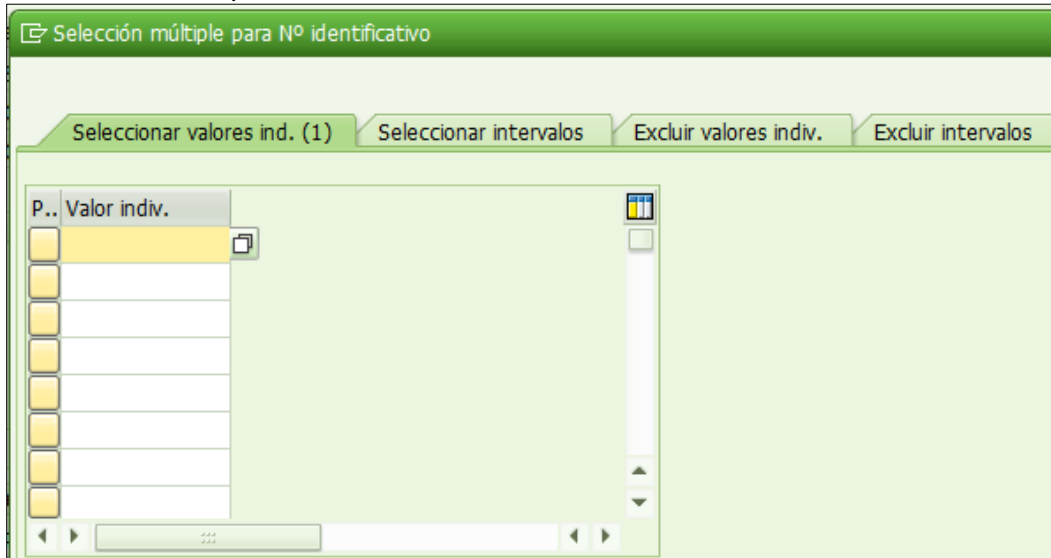 Selección múltiple para Nº identificativo
Seleccionar valores ind. (1) Seleccionar intervalos Excluir valores indiv. Excluir intervalos
P.. Valor indiv.